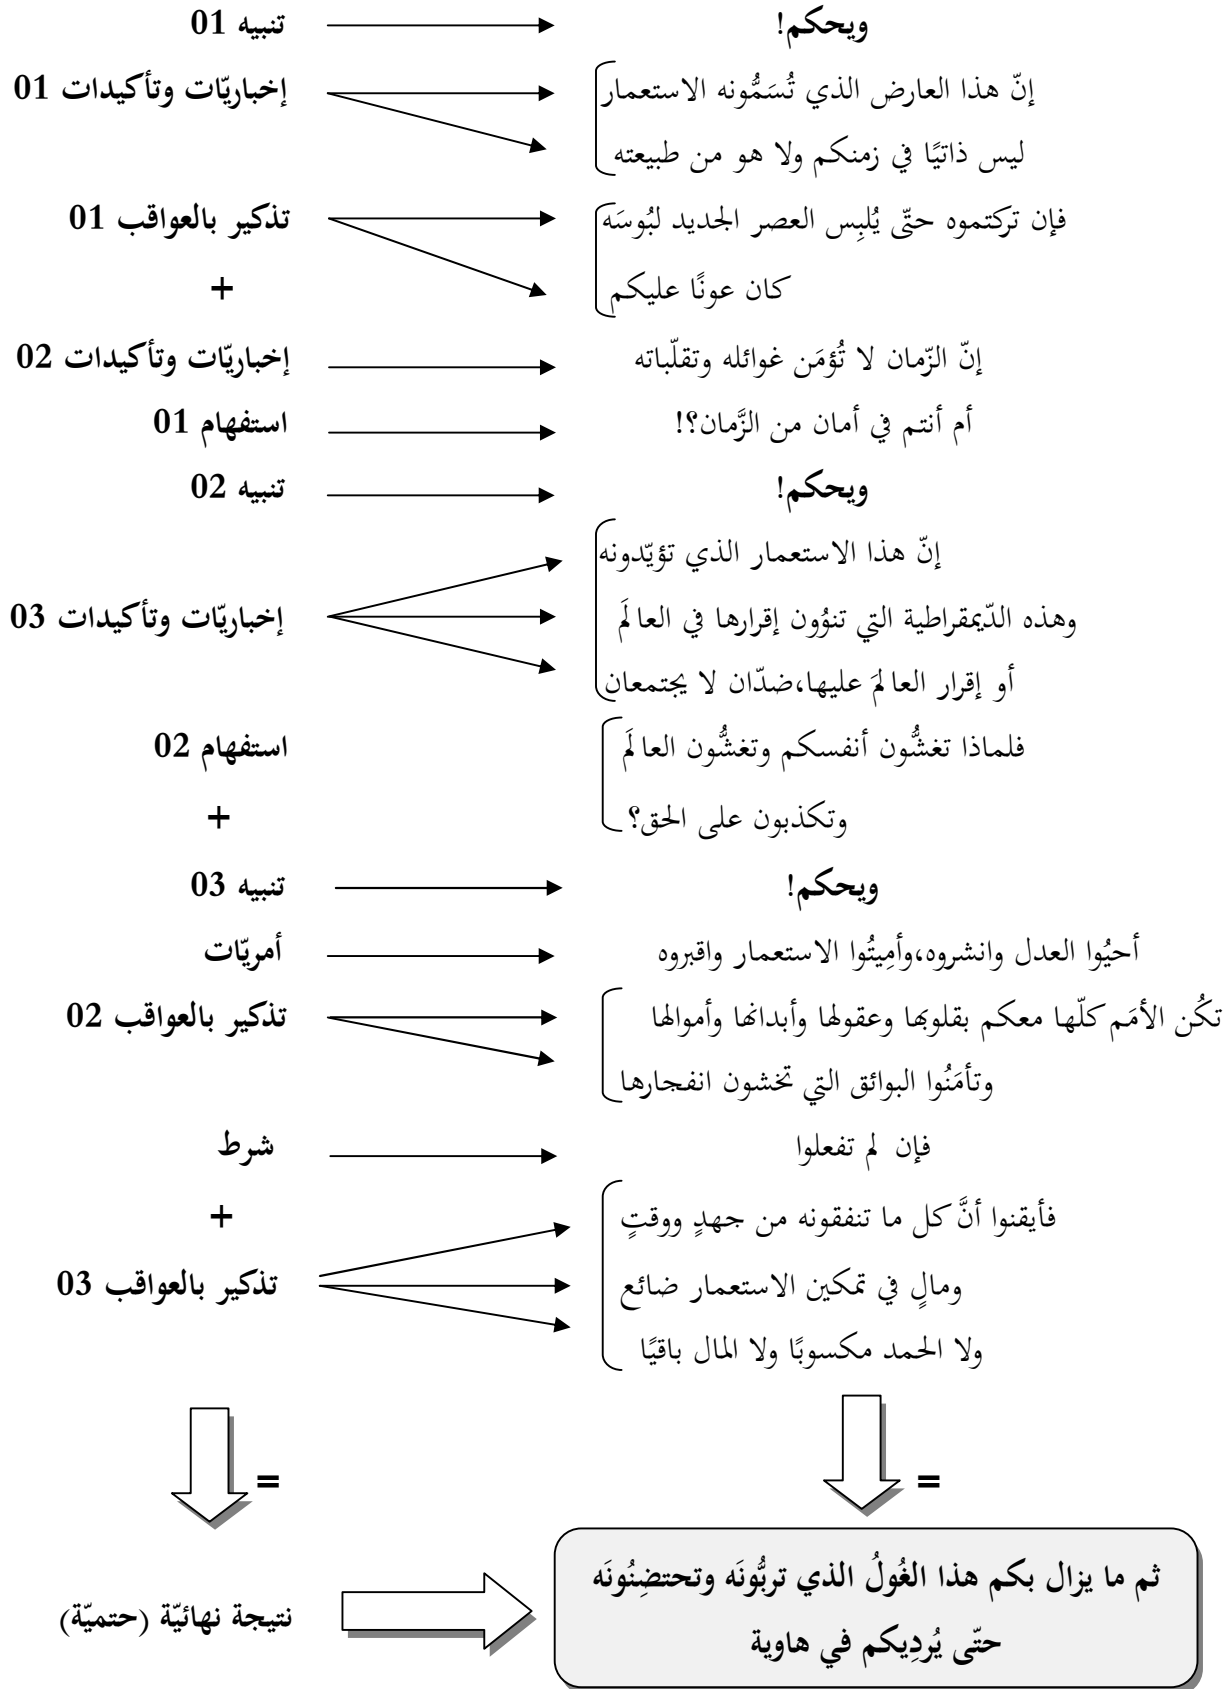 ويحكم!
تنبيه 01
إنّ هذا العارض الذي تُسَمُّونه الاستعمار
إخباريّات وتأكيدات 01
ليس ذاتيًا في زمنكم ولا هو من طبيعته
فإن تركتموه حتّى يُلبِس العصر الجديد لبُوسَه
تذكير بالعواقب 01
كان عونًا عليكم
+
إنّ الزّمان لا تُؤمَن غوائله وتقلّباته
إخباريّات وتأكيدات 02
أم أنتم في أمان من الزَّمان؟!
استفهام 01
ويحكم!
تنبيه 02
إنّ هذا الاستعمار الذي تؤيّدونه
وهذه الدّيمقراطية التي تنوُون إقرارها في العالَم
إخباريّات وتأكيدات 03
أو إقرار العالمَ عليها،ضدّان لا يجتمعان
فلماذا تغشُّون أنفسكم وتغشُّون العالَم
استفهام 02
وتكذبون على الحق؟
+
ويحكم!
تنبيه 03
أحيُوا العدل وانشروه،وأمِيتُوا الاستعمار واقبروه
أمريّات
تكُن الأمَم كلّها معكم بقلوبها وعقولها وأبدانها وأموالها
تذكير بالعواقب 02
وتأمَنُوا البوائق التي تخشون انفجارها
فإن لم تفعلوا
شرط
فأيقنوا أنَّ كل ما تنفقونه من جهدٍ ووقتٍ
+
ومالٍ في تمكين الاستعمار ضائع
تذكير بالعواقب 03
ولا الحمد مكسوبًا ولا المال باقيًا
=
=
ثم ما يزال بكم هذا الغُولُ الذي تربُّونَه وتحتضِنُونَه
حتّى يُردِيكم في هاوية
نتيجة نهائيّة (حتميّة)